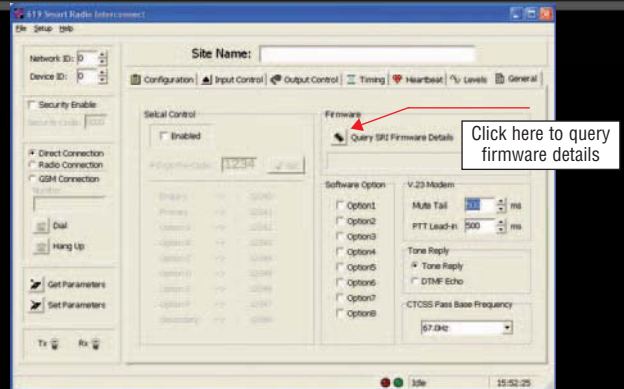 619 Smart Radio Interconnect
File Setup Help
Network ID: 0
Device ID: 0
Security Enable
Security Code:
Direct Connection
Radio Connection
GSM Connection
Number
Dial
Hang Up
Get Parameters
Set Parameters
Tx Rx
Site Name:
Configuration Input Control Output Control Timing Heartbeat Levels General
Selcal Control
Enabled
1234
Firmware
Query SRI Firmware Details
Click here to query
firmware details
Software Option
Option1
Option2
Option3
Option4
Option5
Option6
Option7
Option8
V.23 Modem
Mute Tail ms
PTT Lead-in 500 ms
Tone Reply
Tone Reply
DTMF Echo
CTCSS Pass Base Frequency
67.0Hz
Idle 15:52:25